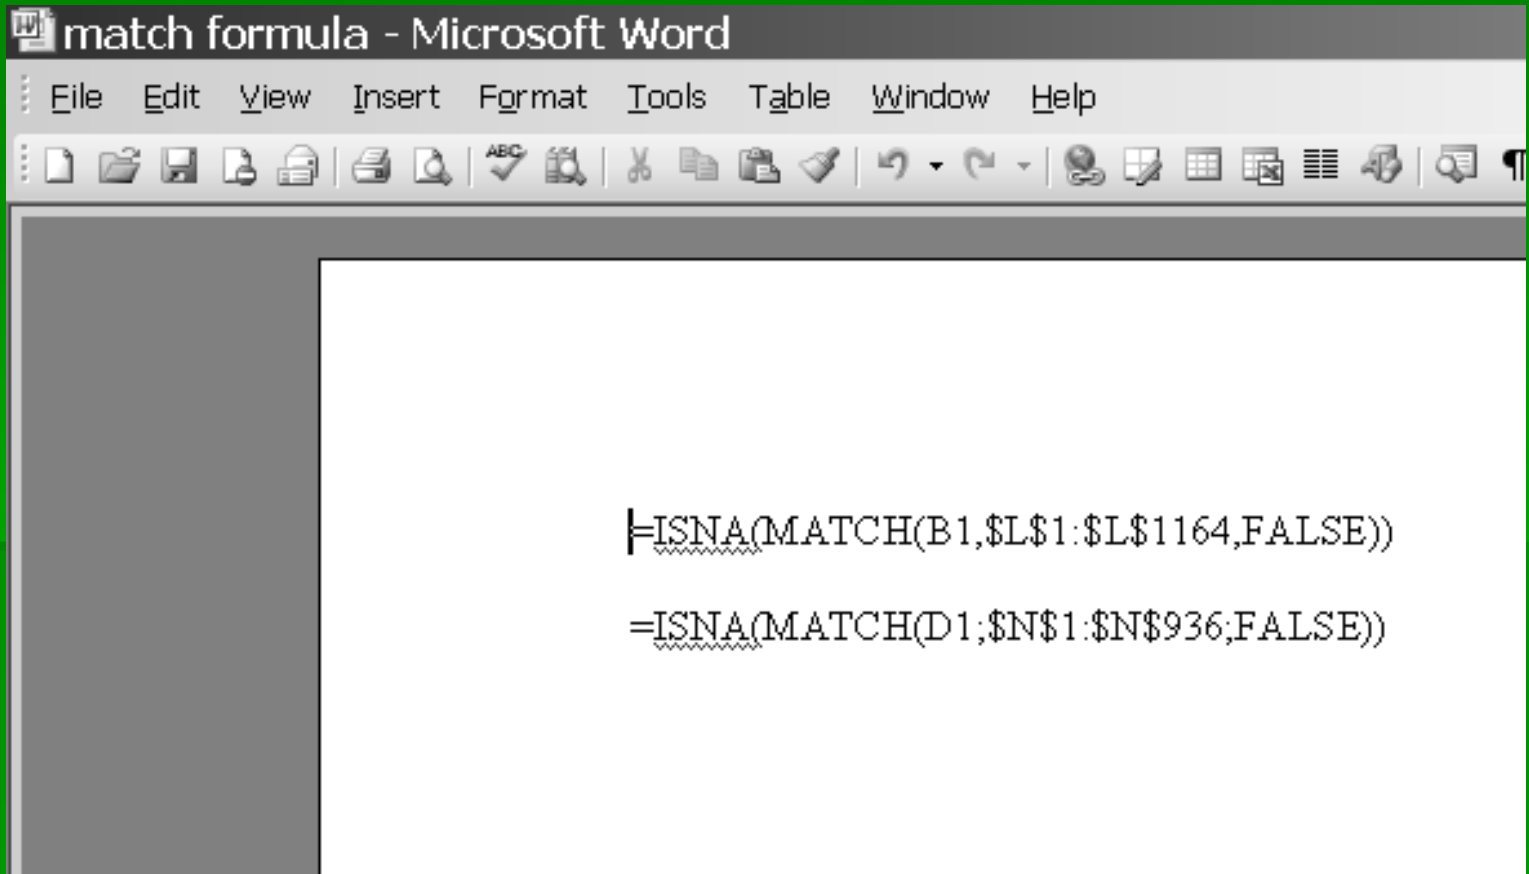 match formula - Microsoft Word
File Edit View Insert Format Tools Table Window Help
ABC
=ISNA(MATCH(B1,$L$1:$L$1164,FALSE))
=ISNA(MATCH(D1;$N$1:$N$936;FALSE))